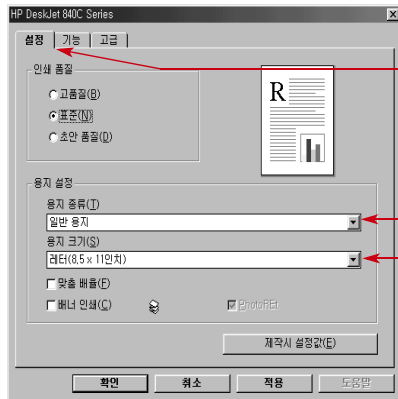 HP DeskJet 840C Series
설정 기능 고급
인쇄 품질
고품질(B)
표준(N)
초안 품질(D)
R
용지 설정
용지 종류(T)
일반 용지
용지 크기(S)
레터(8,5 x 11인치)
맞춤 배율(F)
배너 인쇄(C) PhotoREt
제작시 설정값(E)
확인 취소 적용 도움말